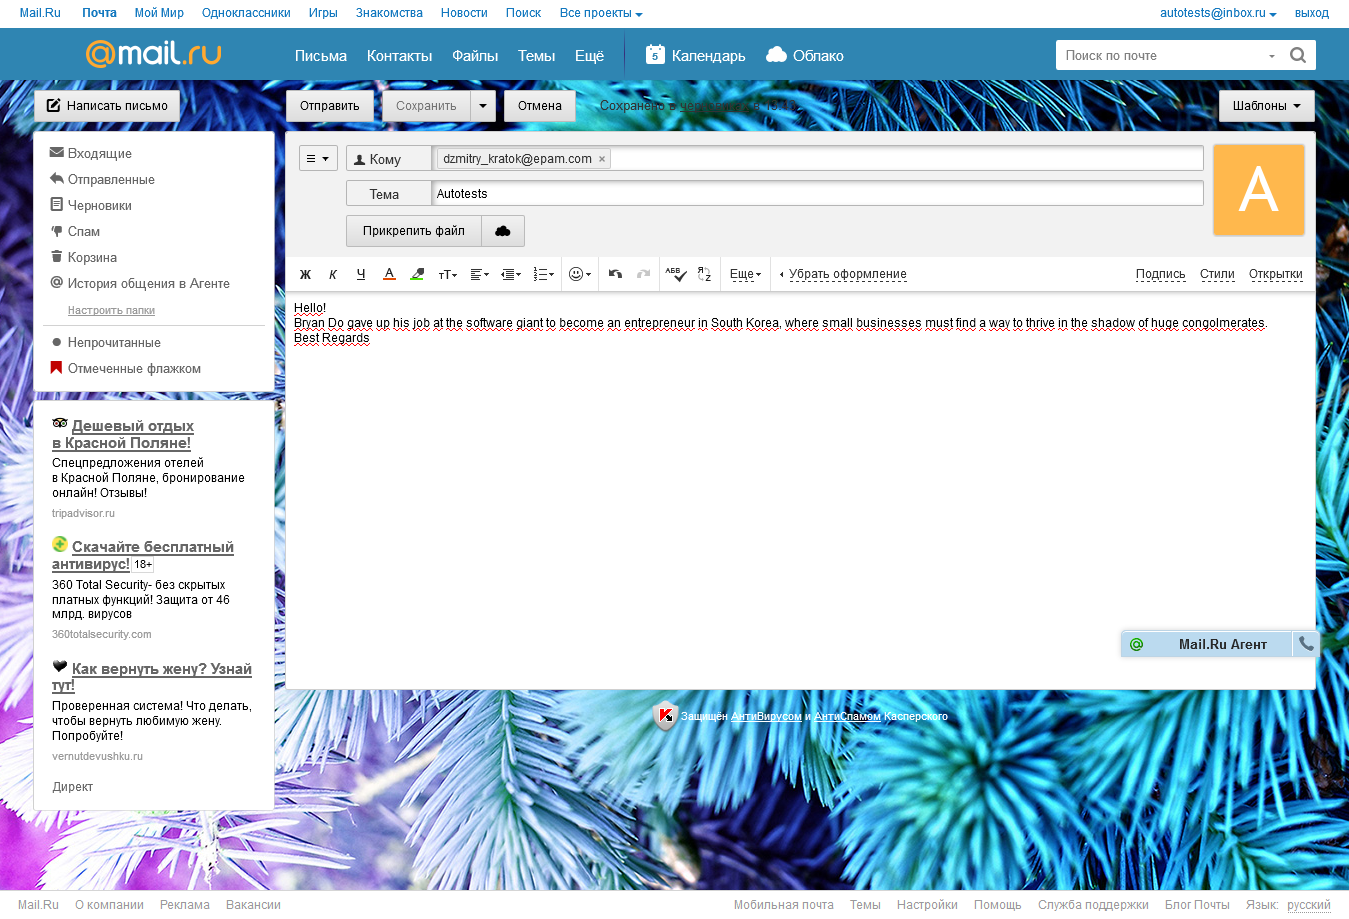 Mail.Ru Почта Мой Мир Одноклассники Игры Знакомства Новости Поиск Все проекты autotests@inbox.ru выход
@mail.ru Письма Контакты Файлы Темы Ещё 5 Календарь Облако Поиск по почте
Написать письмо Отправить Сохранить Отмена Сохранено в Шаблоны
Входящие
Отправленные
Черновики
Спам
Корзина
История общения в Агенте
Настроить папки
Непрочитанные
Отмеченные флажком
Кому dzmitry_kratok@epam.com ×
Тема Autotests
Прикрепить файл
A
Ж К Ч А тТ АБВ Я Z Еще Убрать оформление Подпись Стили Открытки
Hello!
Bryan Do gave up his job at the software giant to become an entrepreneur in South Korea, where small businesses must find a way to thrive in the shadow of huge congolmerates.
Best Regards
Дешевый отдых
в Красной Поляне!
Спецпредложения отелей
в Красной Поляне, бронирование
онлайн! Отзывы!
tripadvisor.ru
Скачайте бесплатный
антивирус! 18+
360 Total Security- без скрытых
платных функций! Защита от 46
млрд. вирусов
360totalsecurity.com
Как вернуть жену? Узнай
тут!
Проверенная система! Что делать,
чтобы вернуть любимую жену.
Попробуйте!
vernutdevushku.ru
Директ
@ Mail.Ru Агент
Защищён АнтиВирусом и АнтиСпамом Касперского
Mail.Ru О компании Реклама Вакансии Мобильная почта Темы Настройки Помощь Служба поддержки Блог Почты Язык: русский